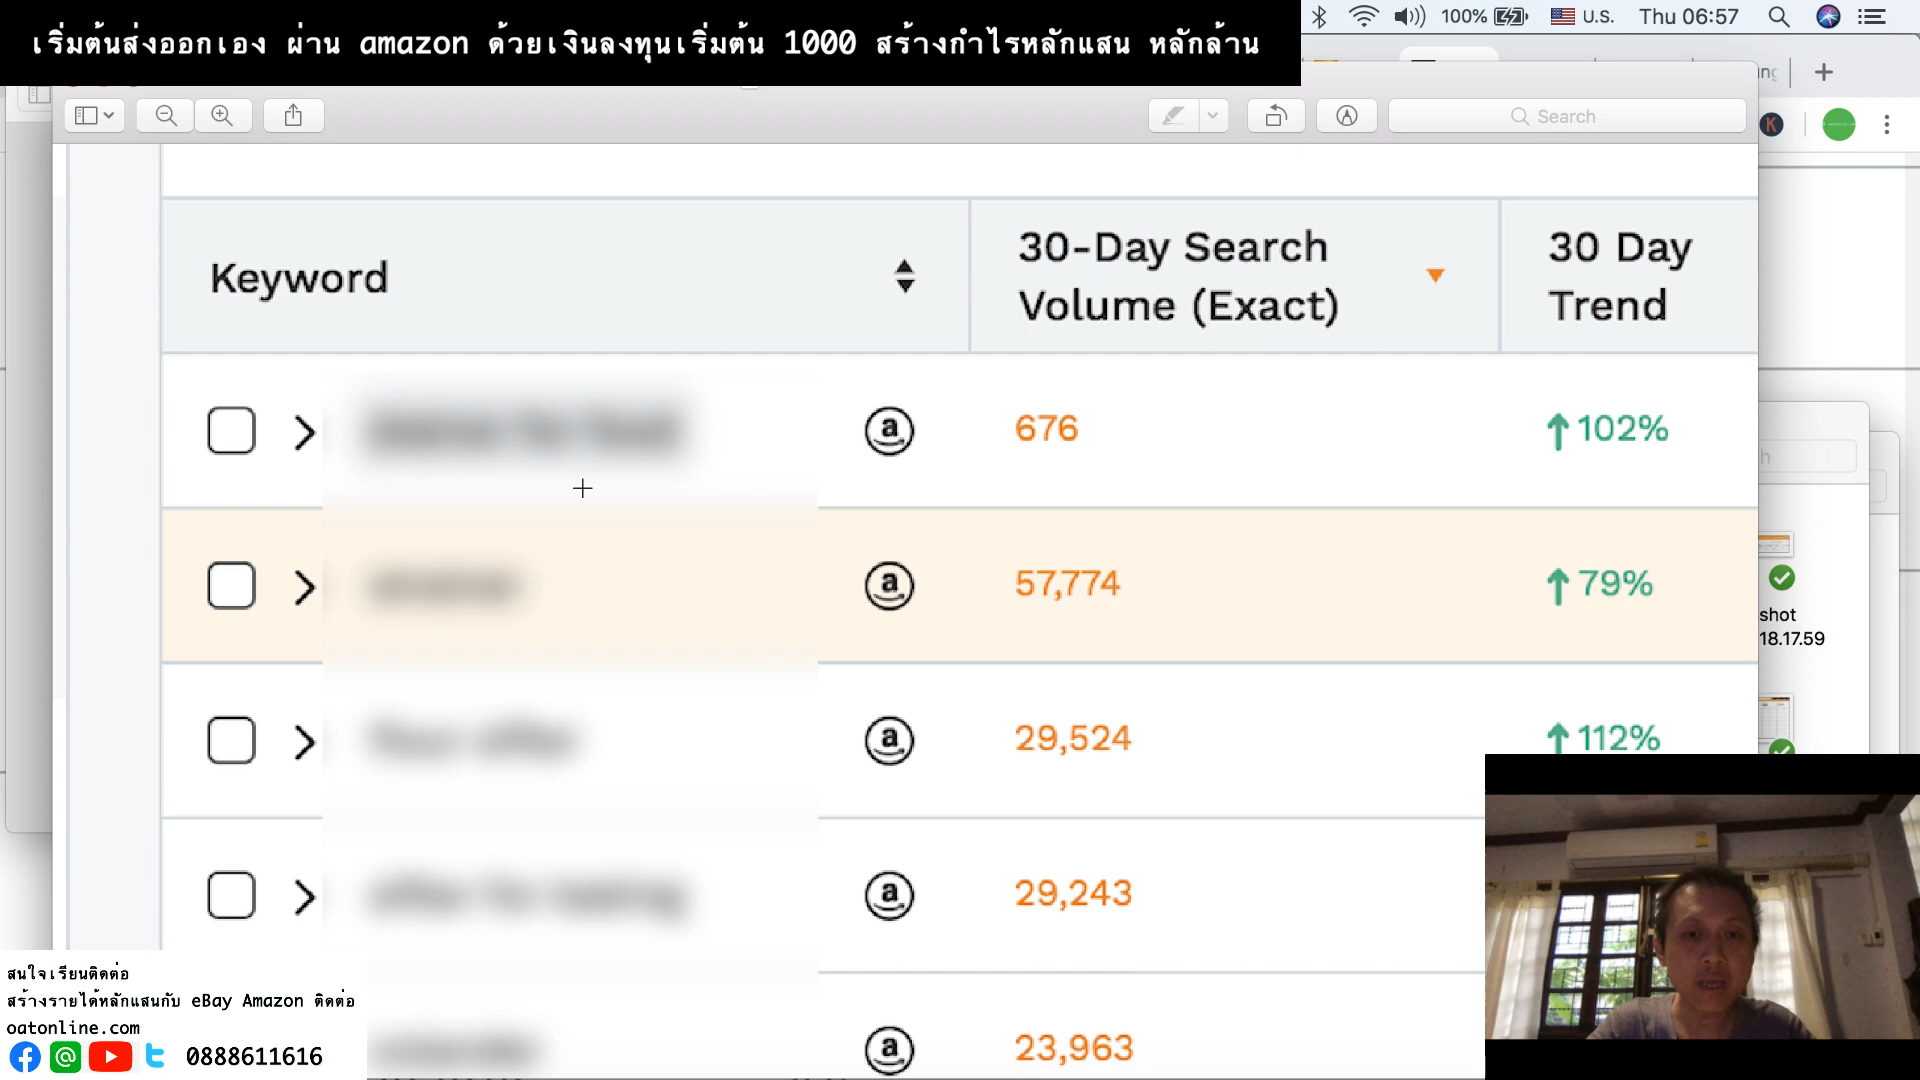 เริ่มต้นส่งออกเอง ผ่าน amazon ด้วยเงินลงทุนเริ่มต้น 1000 สร้างกำไรหลักแสน หลักล้าน
100% U.S. Thu 06:57
Search
Keyword
30-Day Search
Volume (Exact)
30 Day
Trend
676
102%
57,774
79%
29,524
112%
29,243
23,963
shot
18.17.59
สนใจเรียนติดต่อ
สร้างรายได้หลักแสนกับ eBay Amazon ติดต่อ
oatonline.com
0888611616